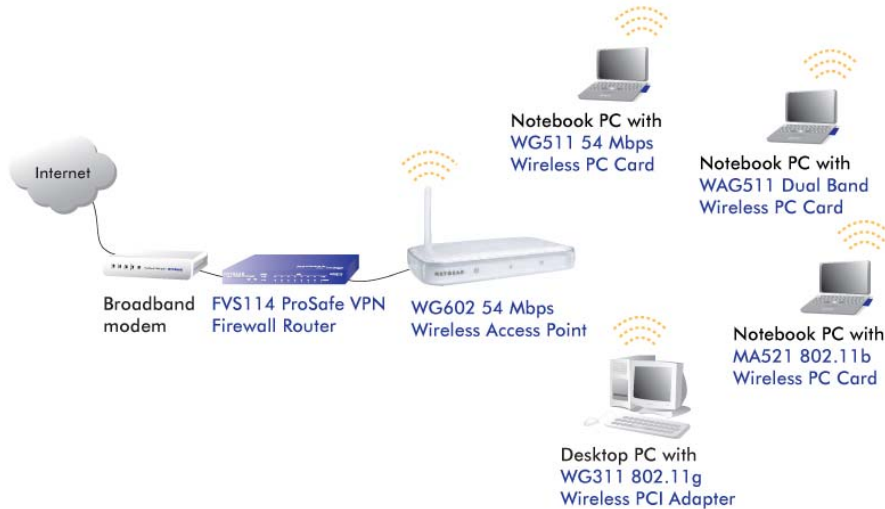 Internet
Broadband
modem
FVS114 ProSafe VPN
Firewall Router
NETGEAR
WG602 54 Mbps
Wireless Access Point
Notebook PC with
WG511 54 Mbps
Wireless PC Card
Notebook PC with
WAG511 Dual Band
Wireless PC Card
Notebook PC with
MA521 802.11b
Wireless PC Card
Desktop PC with
WG311 802.11g
Wireless PCI Adapter